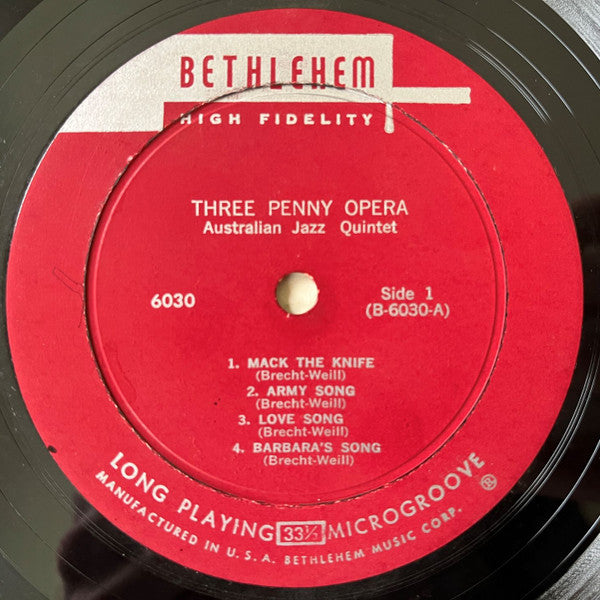 BETHLEHEM
HIGH FIDELITY
THREE PENNY OPERA
Australian Jazz Quintet
6030
Side 1
(B-6030-A)
1. MACK THE KNIFE
(Brecht-Weill)
2. ARMY SONG
(Brecht-Weill)
3. LOVE SONG
(Brecht-Weill)
4. BARBARA'S SONG
(Brecht-Weill)
LONG PLAYING 33⅓ MICROGROOVE
®
MANUFACTURED IN U.S.A. BETHLEHEM MUSIC CORP.